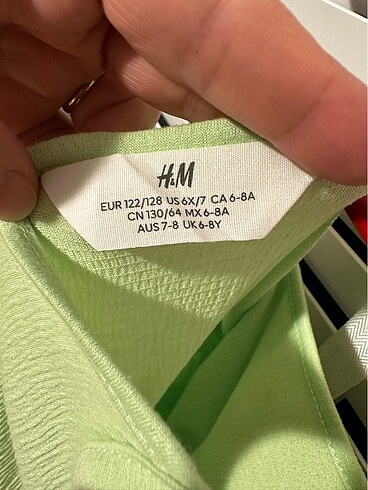 H&M
EUR 122/128 US 6X/7 CA 6-8A
CN 130/64 MX 6-8A
AUS 7-8 UK 6-8Y